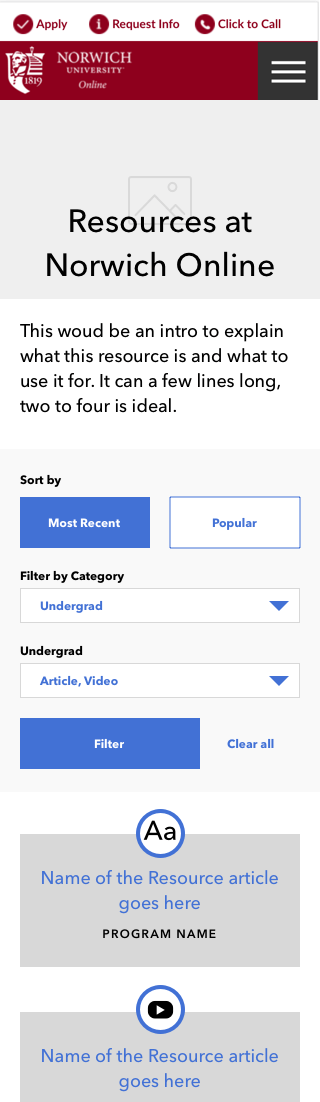 Apply Request Info Click to Call
NORWICH
UNIVERSITY
Online
1819
Resources at
Norwich Online
This woud be an intro to explain
what this resource is and what to
use it for. It can a few lines long,
two to four is ideal.
Sort by
Most Recent Popular
Filter by Category
Undergrad
Undergrad
Article, Video
Filter Clear all
Aa
Name of the Resource article
goes here
PROGRAM NAME
Name of the Resource article
goes here